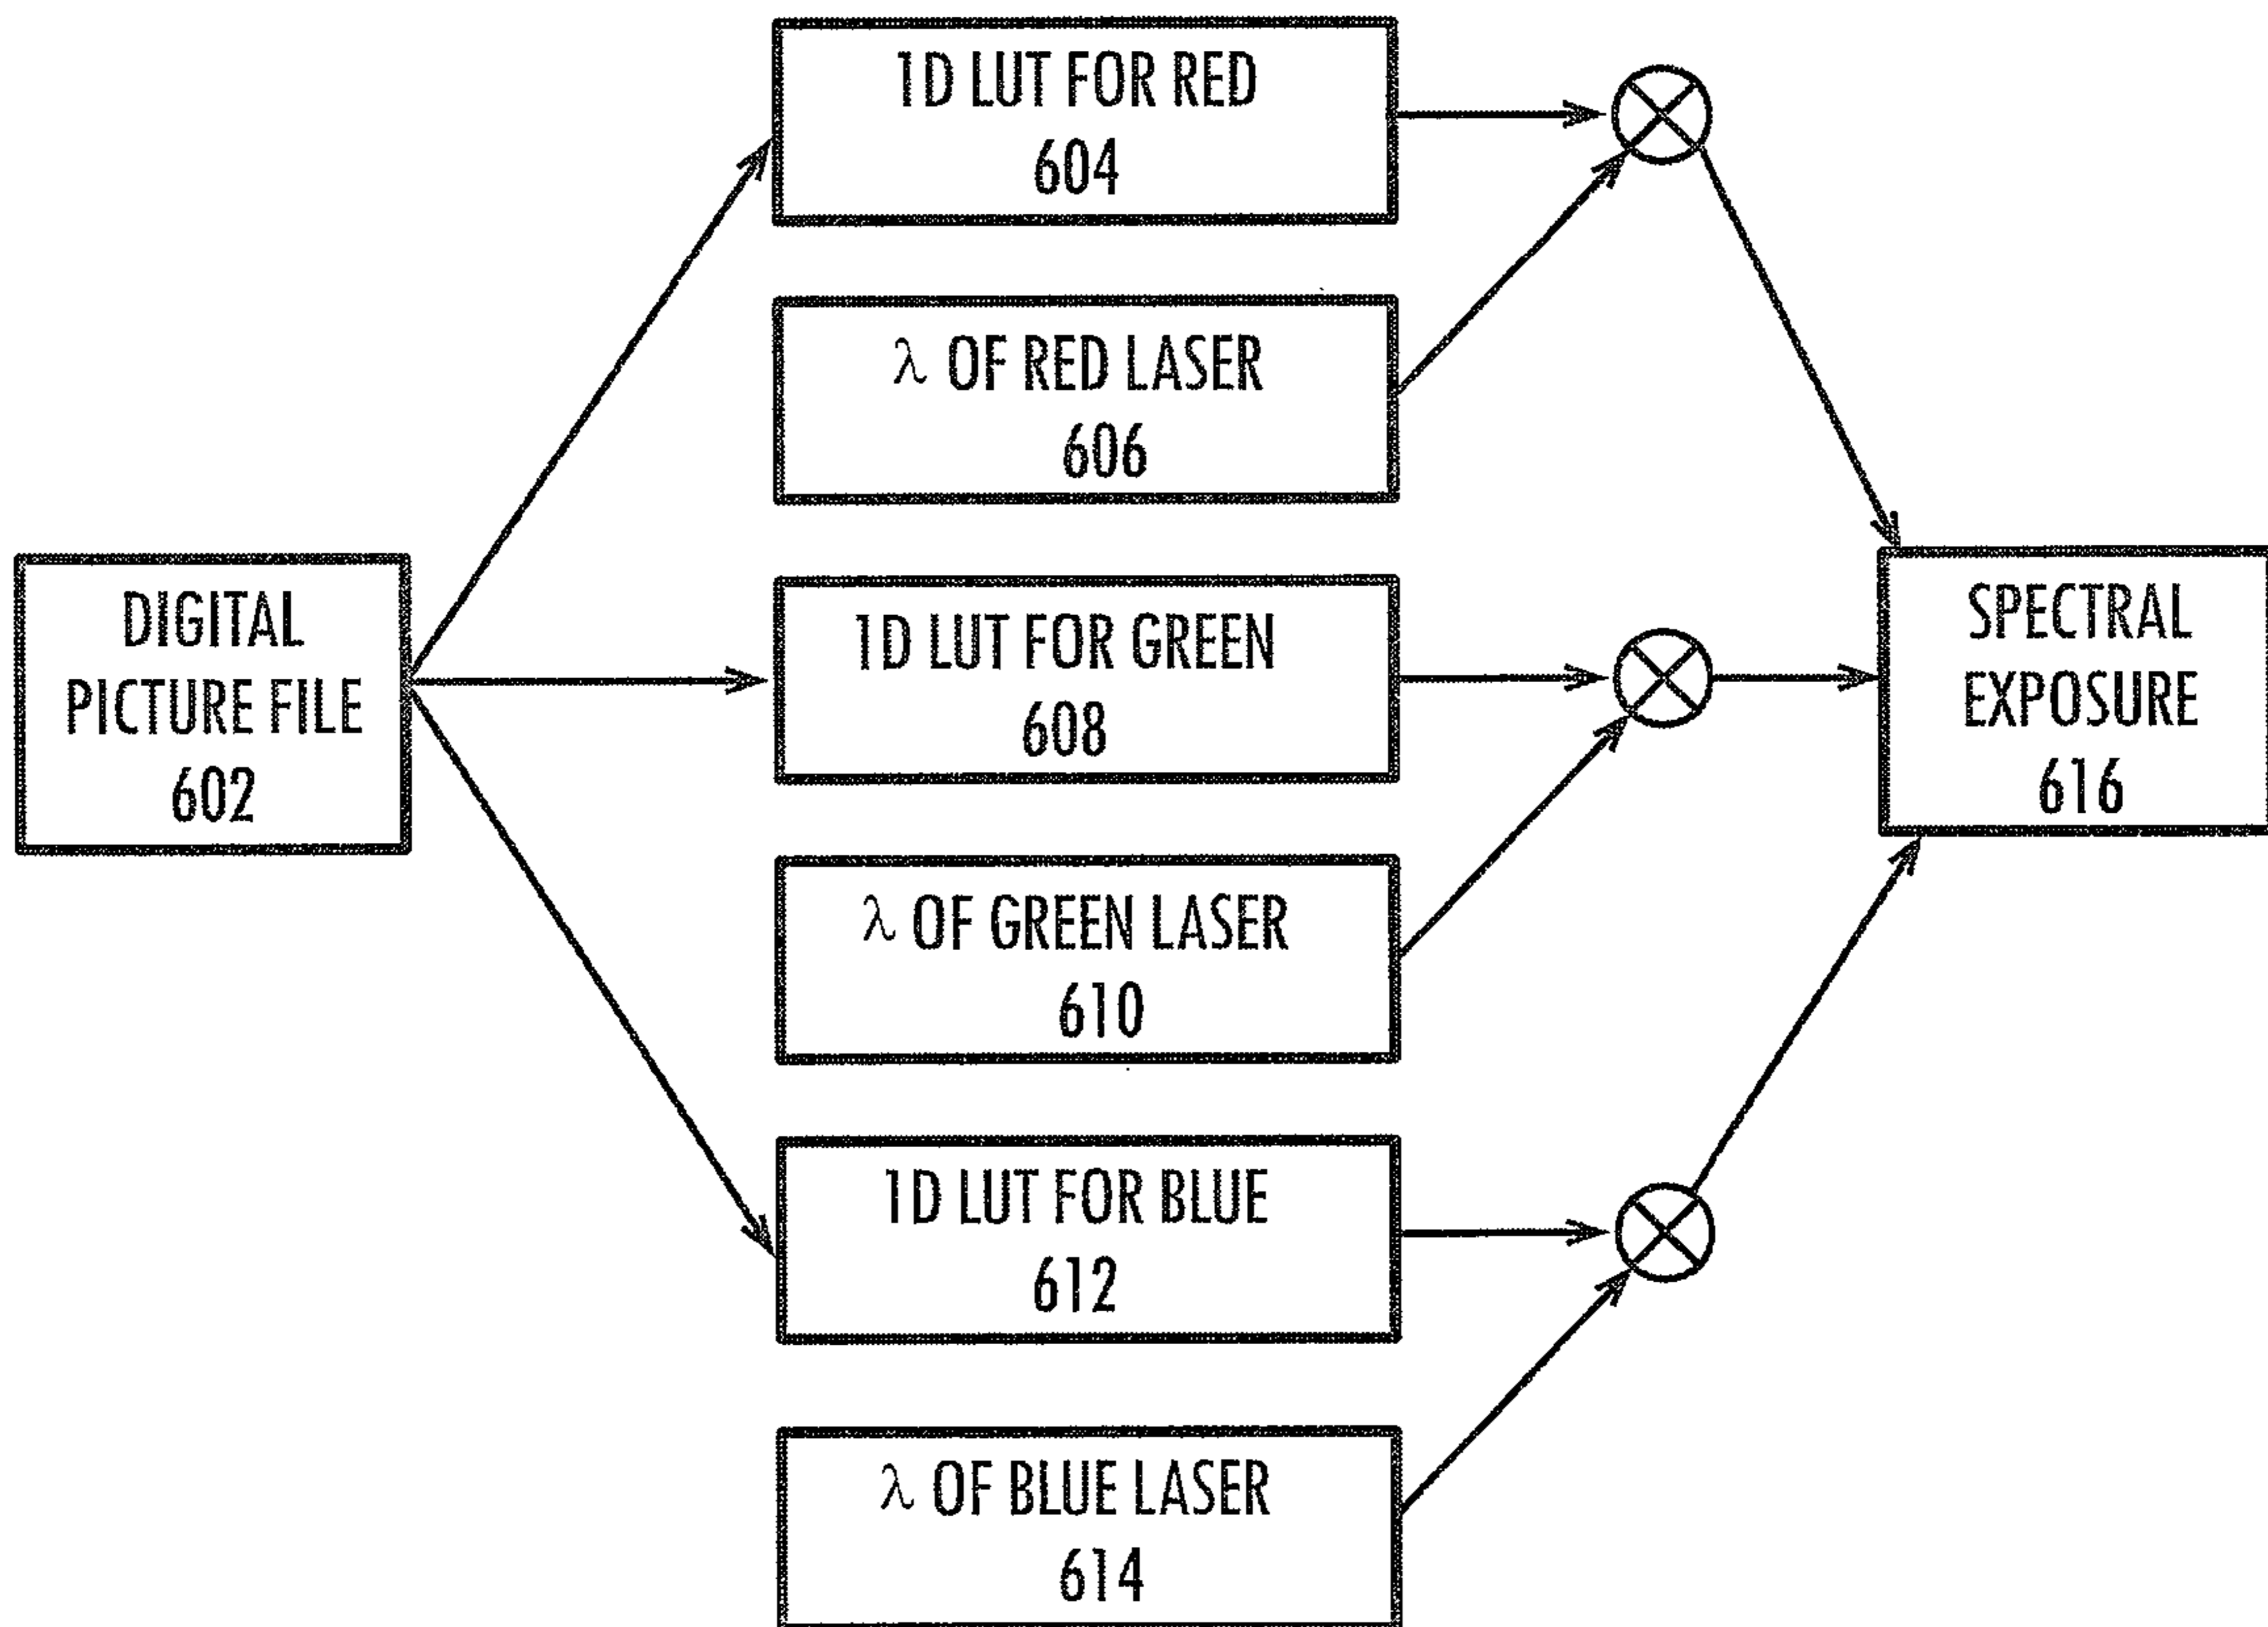 DIGITAL
PICTURE FILE
602
1D LUT FOR RED
604
λ OF RED LASER
606
1D LUT FOR GREEN
608
λ OF GREEN LASER
610
1D LUT FOR BLUE
612
λ OF BLUE LASER
614
SPECTRAL
EXPOSURE
616